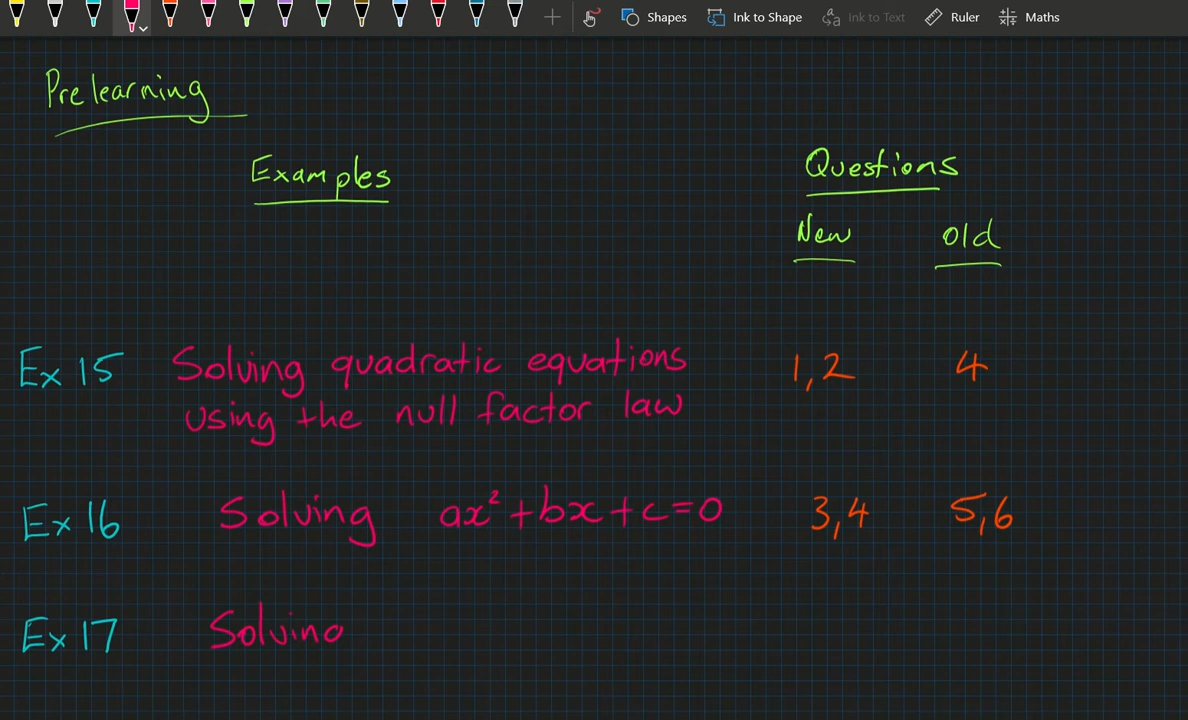 Shapes Ink to Shape Ink to Text Ruler Maths
Prelearning
Examples Questions
New Old
Ex 15 Solving quadratic equations 1,2 4
using the null factor law
Ex 16 Solving ax²+bx+c=0 3,4 5,6
Ex 17 Solvino